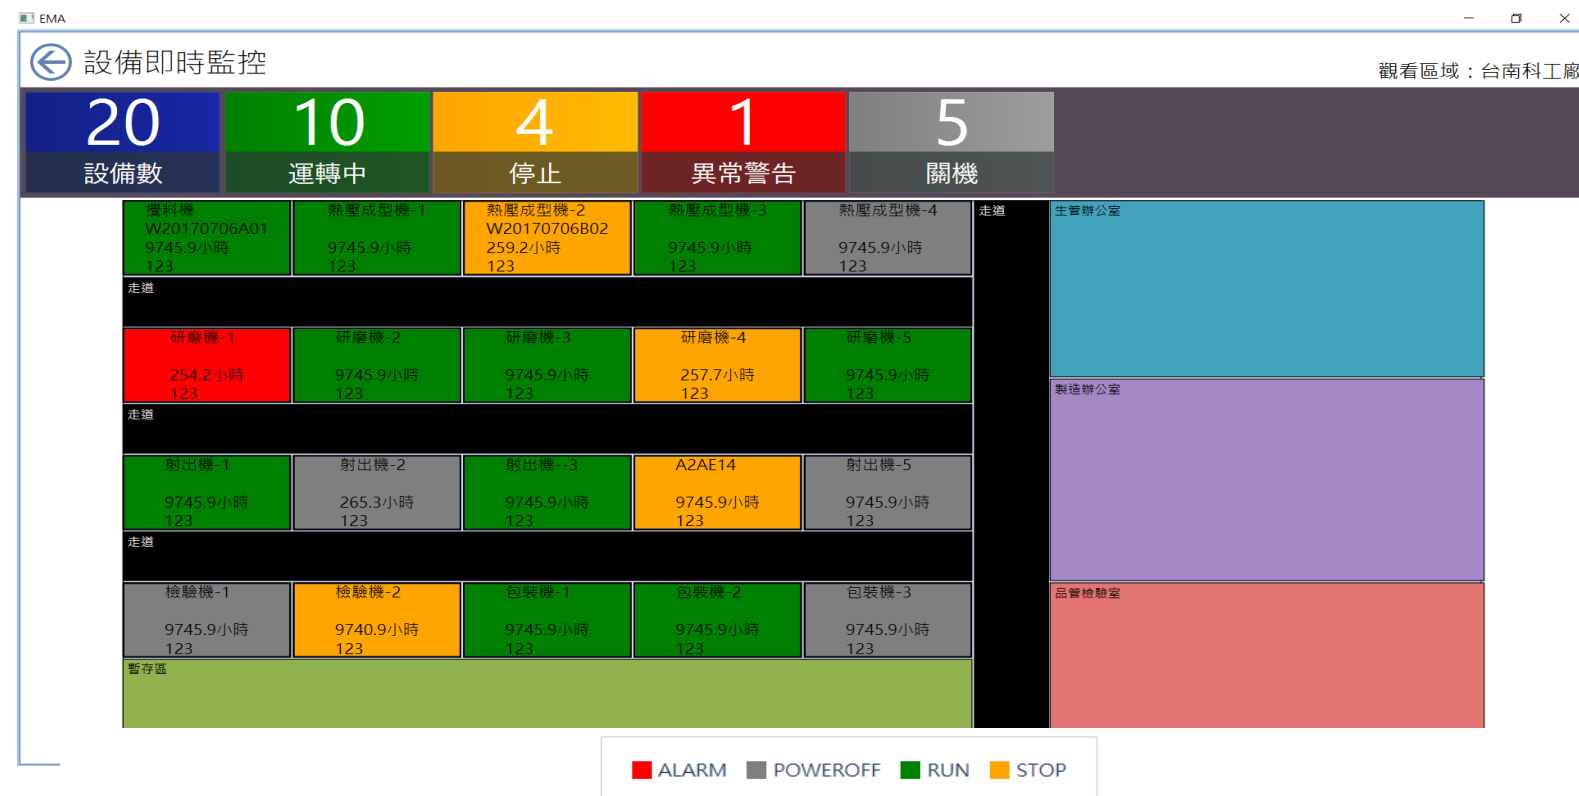 EMA
設備即時監控
觀看區域：台南科工廠
20 10 4 1 5
設備數 運轉中 停止 異常警告 關機
攪料機
W20170706A01
9745.9小時
123
熱壓成型機-1
9745.9小時
123
熱壓成型機-2
W20170706B02
259.2小時
123
熱壓成型機-3
9745.9小時
123
熱壓成型機-4
9745.9小時
123
走道
生管辦公室
走道
研磨機-1
254.2小時
123
研磨機-2
9745.9小時
123
研磨機-3
9745.9小時
123
研磨機-4
257.7小時
123
研磨機-5
9745.9小時
123
製造辦公室
走道
射出機-1
9745.9小時
123
射出機-2
265.3小時
123
射出機--3
9745.9小時
123
A2AE14
9745.9小時
123
射出機-5
9745.9小時
123
走道
檢驗機-1
9745.9小時
123
檢驗機-2
9740.9小時
123
包裝機-1
9745.9小時
123
包裝機-2
9745.9小時
123
包裝機-3
9745.9小時
123
品管檢驗室
暫存區
ALARM POWEROFF RUN STOP